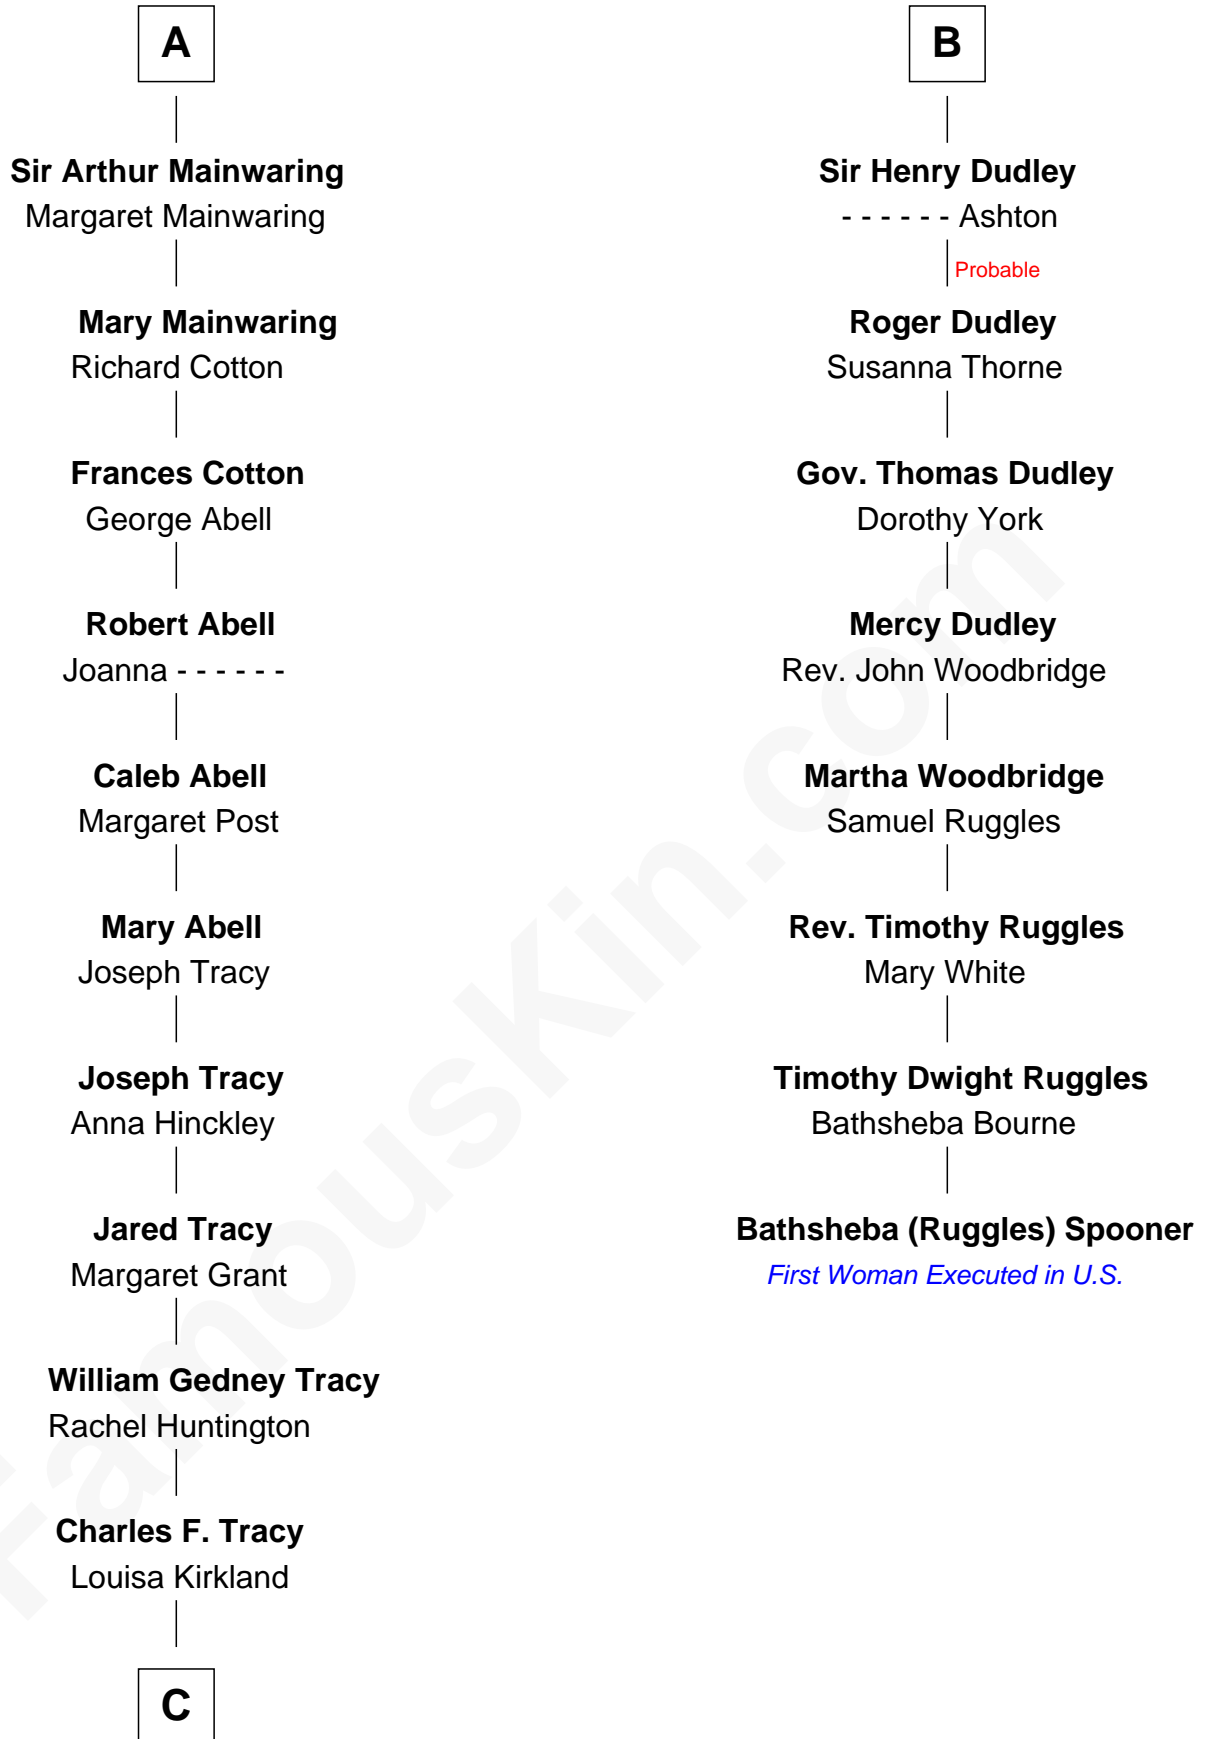 A
Sir Arthur Mainwaring
Margaret Mainwaring
Mary Mainwaring
Richard Cotton
Frances Cotton
George Abell
Robert Abell
Joanna - - - - - -
Caleb Abell
Margaret Post
Mary Abell
Joseph Tracy
Joseph Tracy
Anna Hinckley
Jared Tracy
Margaret Grant
William Gedney Tracy
Rachel Huntington
Charles F. Tracy
Louisa Kirkland
C
B
Sir Henry Dudley
- - - - - - Ashton
Probable
Roger Dudley
Susanna Thorne
Gov. Thomas Dudley
Dorothy York
Mercy Dudley
Rev. John Woodbridge
Martha Woodbridge
Samuel Ruggles
Rev. Timothy Ruggles
Mary White
Timothy Dwight Ruggles
Bathsheba Bourne
Bathsheba (Ruggles) Spooner
First Woman Executed in U.S.
FamousKin.com